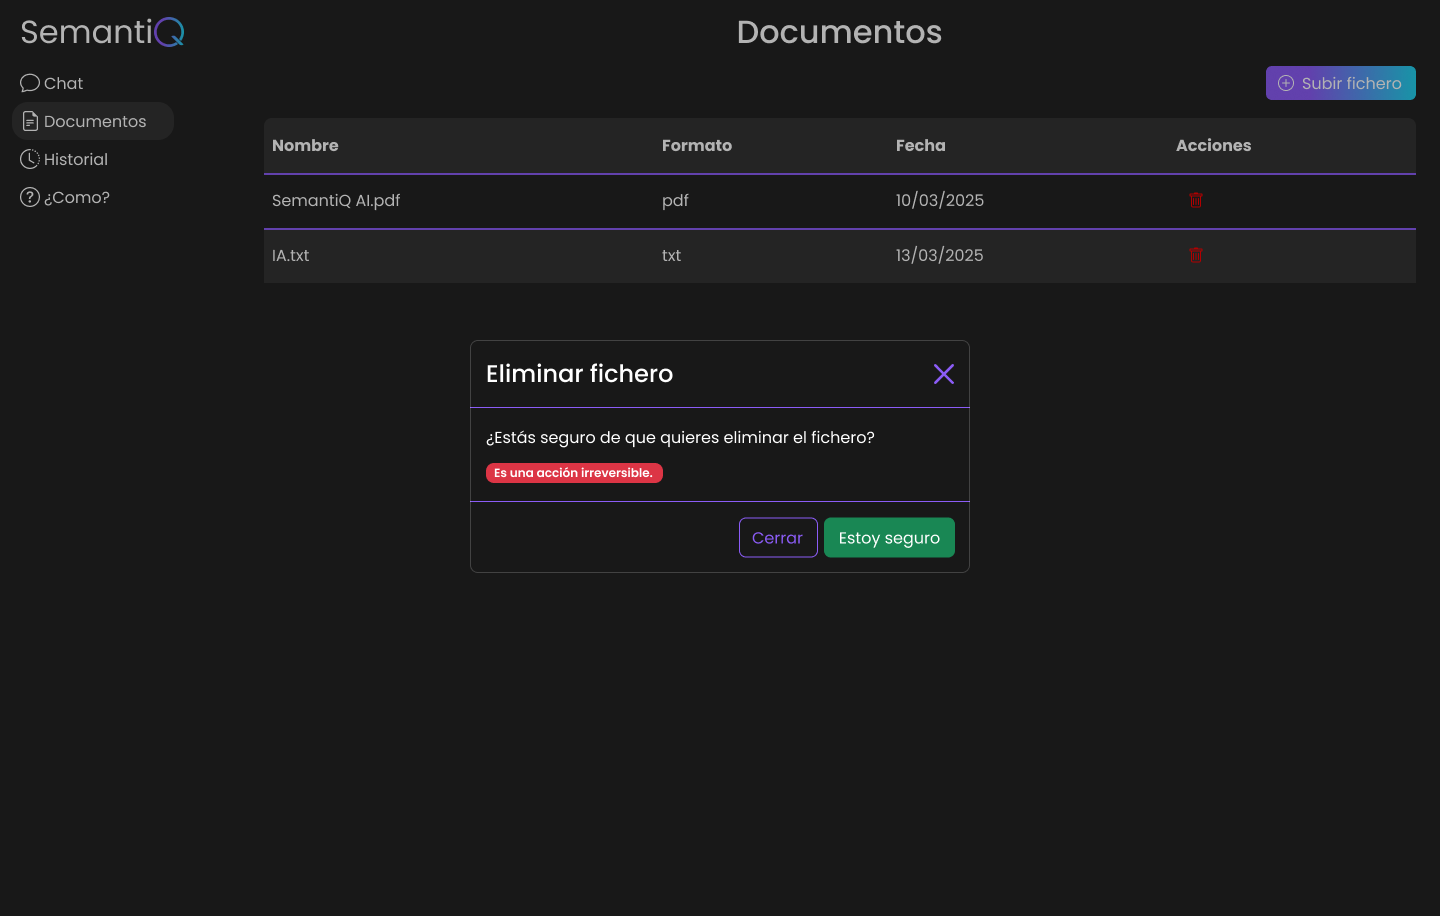 SemantiQ
Documentos
Chat
Documentos
Historial
¿Como?
Subir fichero
Nombre Formato Fecha Acciones
SemantiQ AI.pdf pdf 10/03/2025
IA.txt txt 13/03/2025
Eliminar fichero
¿Estás seguro de que quieres eliminar el fichero?
Es una acción irreversible.
Cerrar Estoy seguro